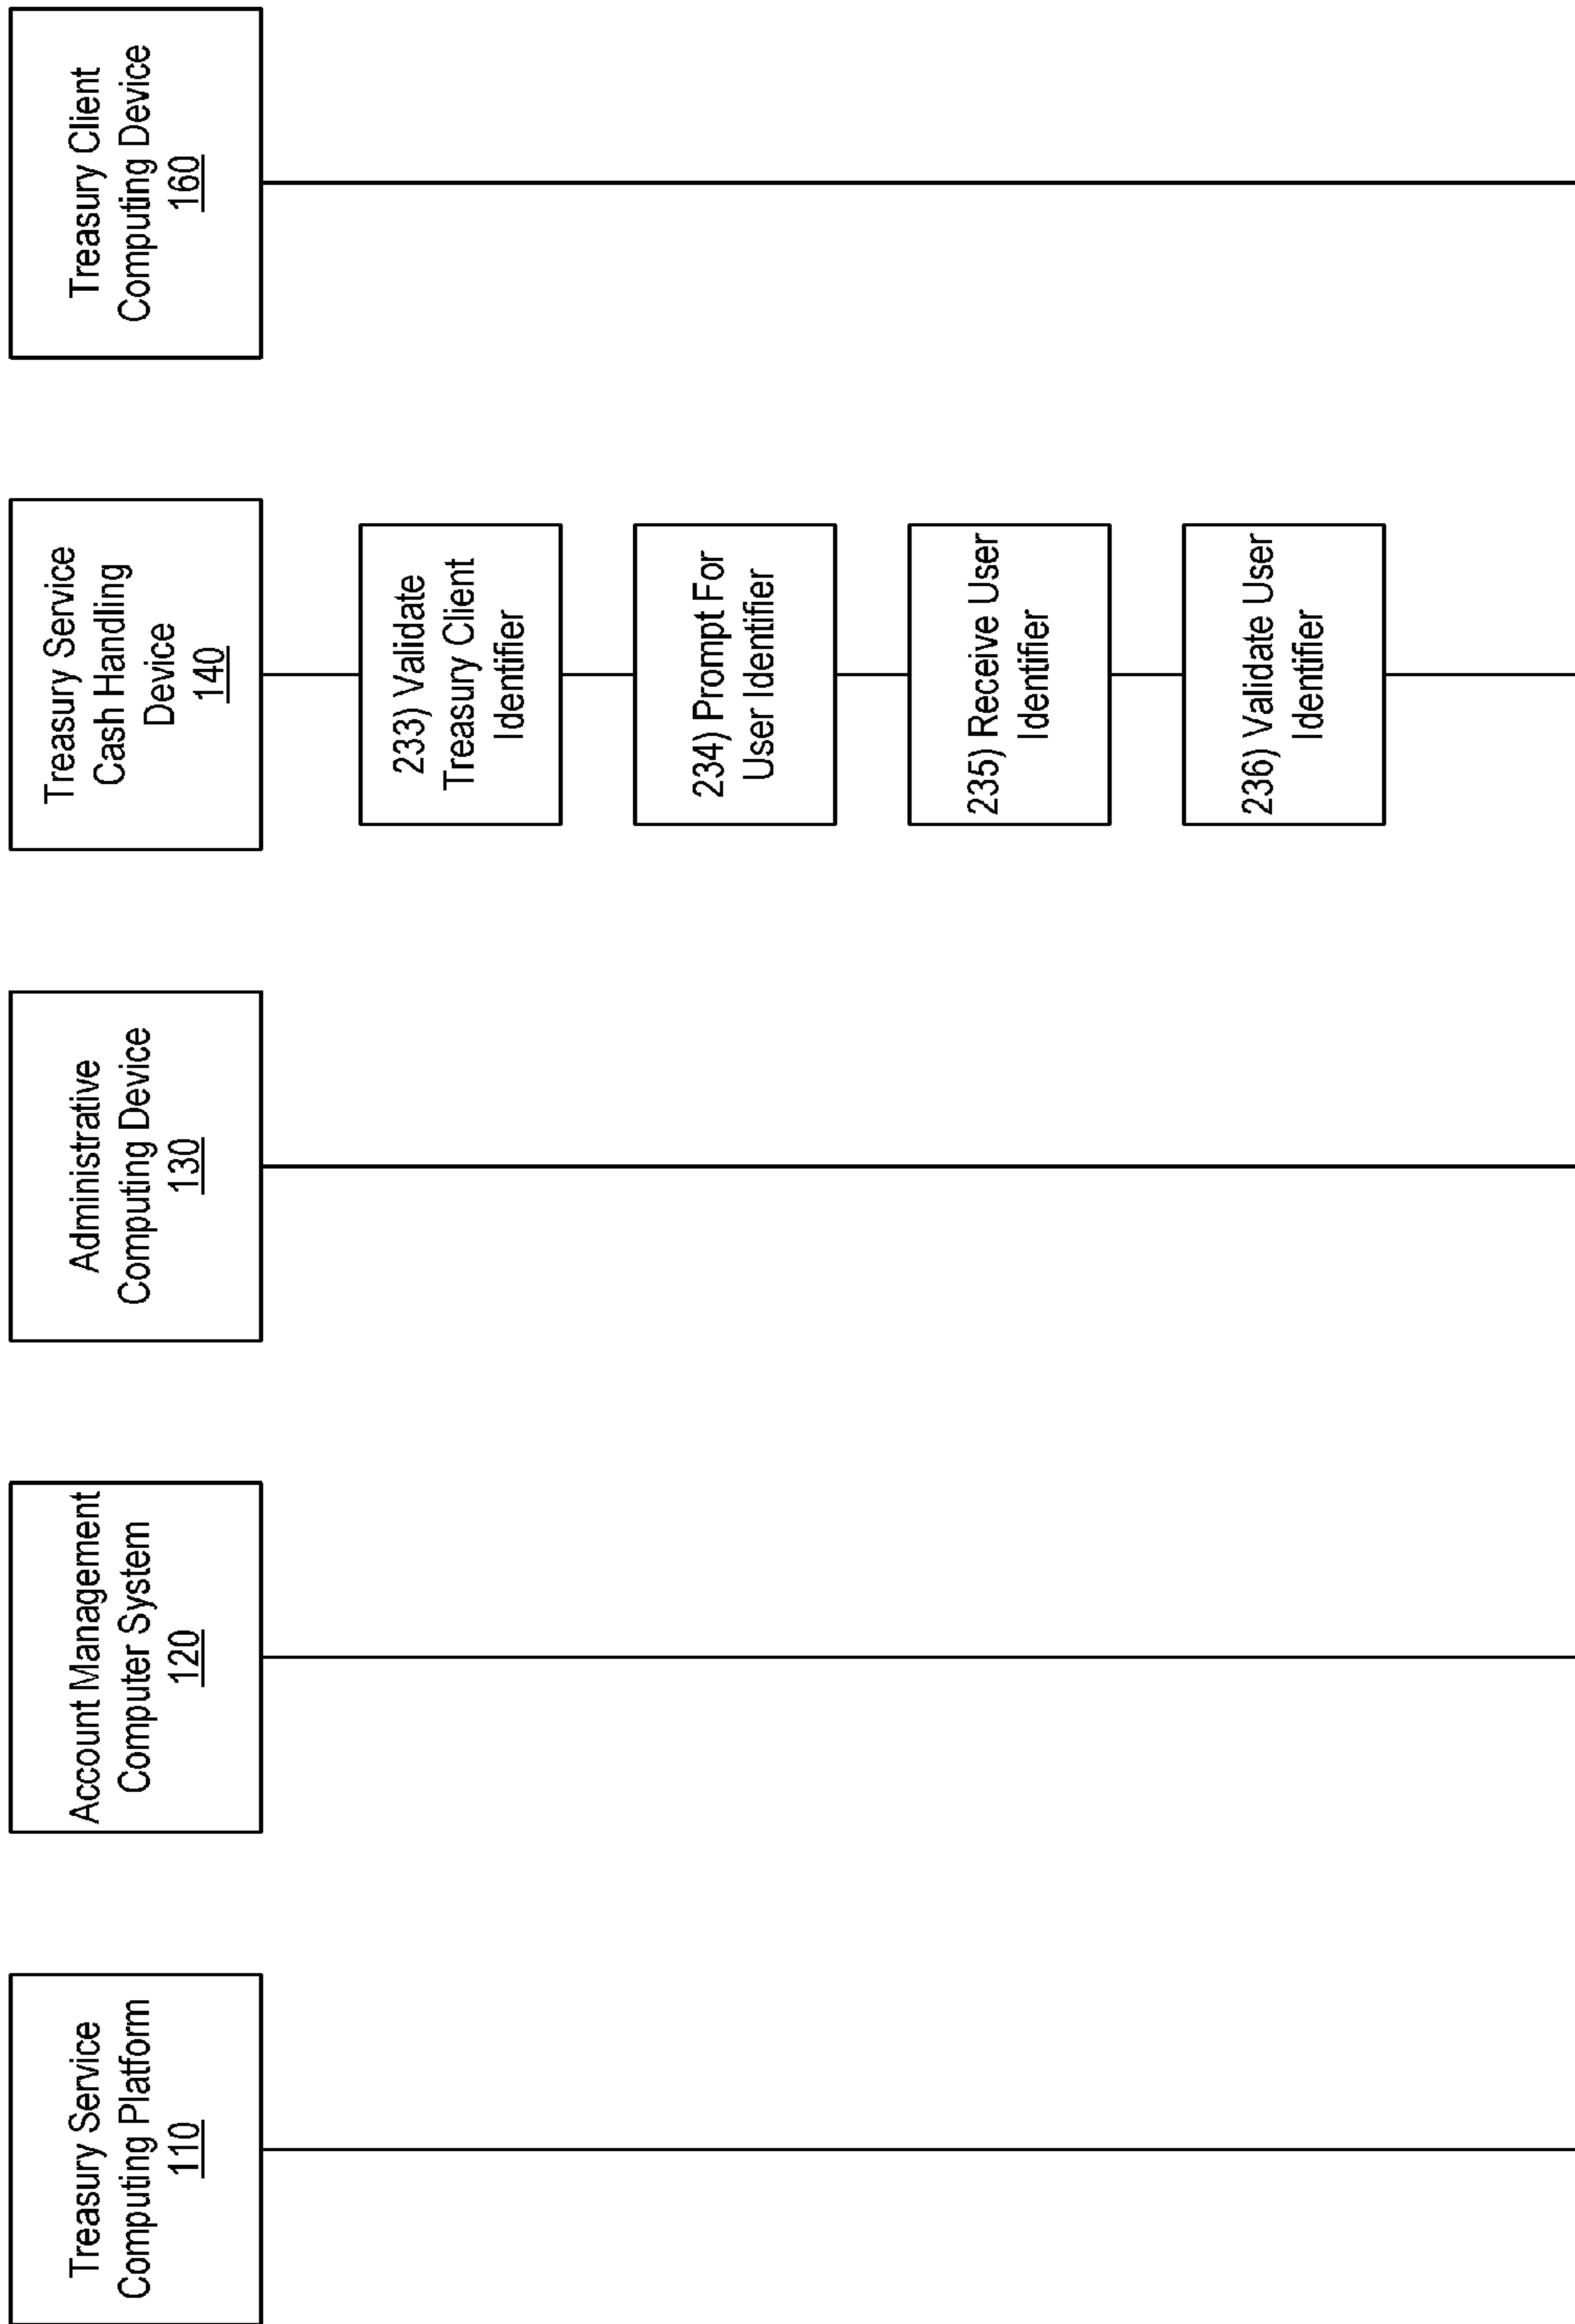 Treasury Service
Computing Platform
110
Account Management
Computer System
120
Administrative
Computing Device
130
Treasury Service
Cash Handling
Device
140
Treasury Client
Computing Device
160
233) Validate
Treasury Client
Identifier
234) Prompt For
User Identifier
235) Receive User
Identifier
236) Validate User
Identifier